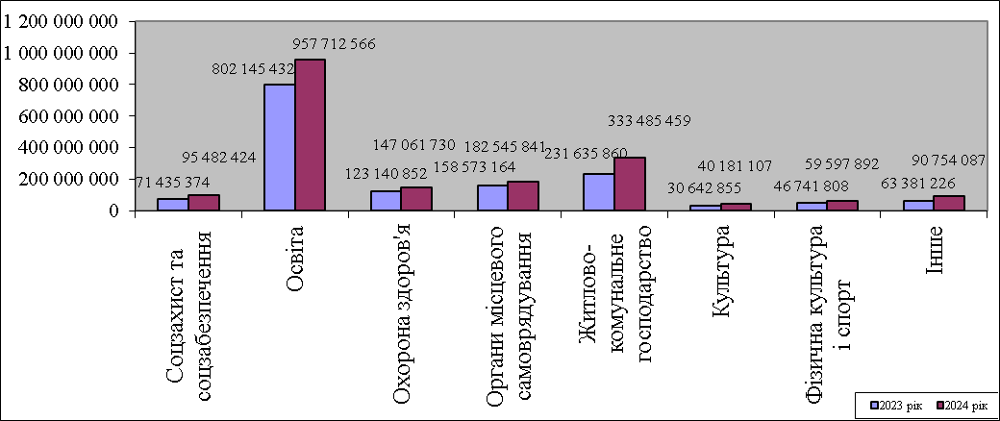 1 200 000 000
1 000 000 000
800 000 000
600 000 000
400 000 000
200 000 000
0
71 435 374
95 482 424
802 145 432
957 712 566
123 140 852
147 061 730
158 573 164
182 545 841
231 635 860
333 485 459
30 642 855
40 181 107
46 741 808
59 597 892
63 381 226
90 754 087
Соцзахист та
соцзабезпечення
Освіта
Охорона здоров'я
Органи місцевого
самоврядування
Житлово-
комунальне
господарство
Культура
Фізична культура
і спорт
Інше
2023 рік
2024 рік